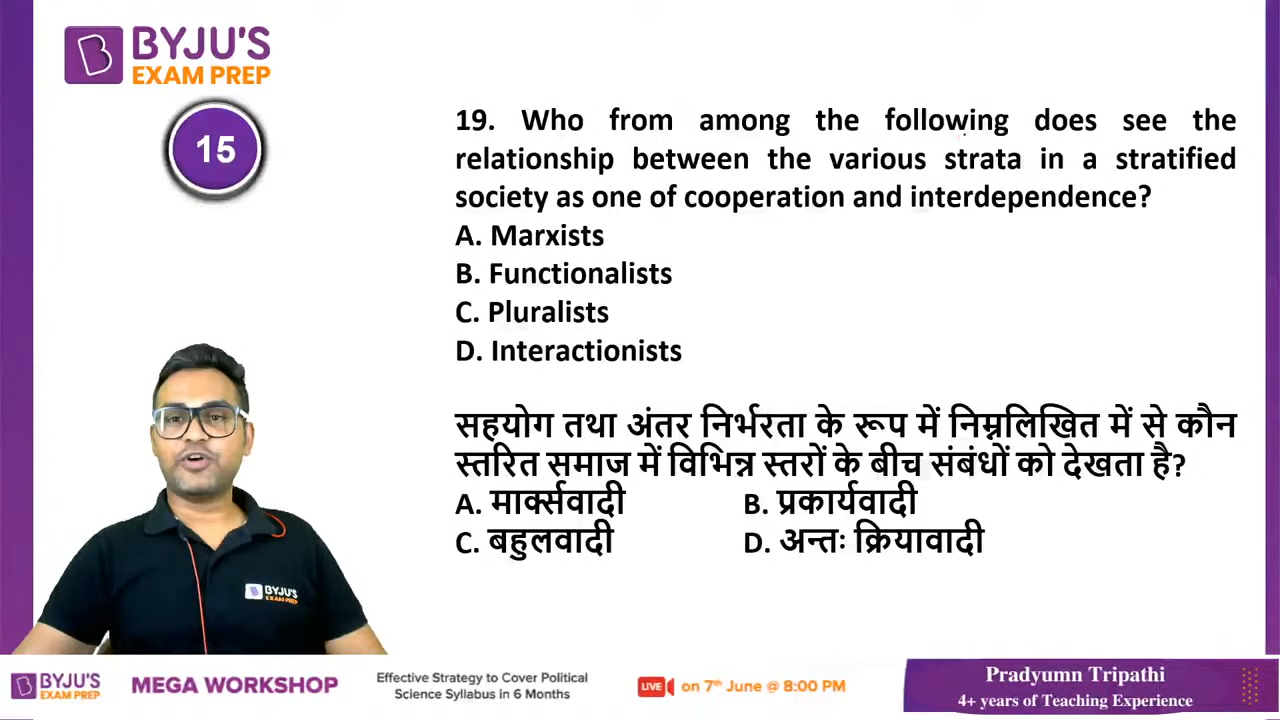 BYJU'S
EXAM PREP
15
19. Who from among the following does see the
relationship between the various strata in a stratified
society as one of cooperation and interdependence?
A. Marxists
B. Functionalists
C. Pluralists
D. Interactionists
सहयोग तथा अंतर निर्भरता के रूप में निम्नलिखित में से कौन
स्तरित समाज में विभिन्न स्तरों के बीच संबंधों को देखता है?
A. मार्क्सवादी B. प्रकार्यवादी
C. बहुलवादी D. अन्तः क्रियावादी
BYJU'S
EXAM PREP
BYJU'S
EXAM PREP
MEGA WORKSHOP
Effective Strategy to Cover Political
Science Syllabus in 6 Months
LIVE on 7th June @ 8:00 PM
Pradyumn Tripathi
4+ years of Teaching Experience